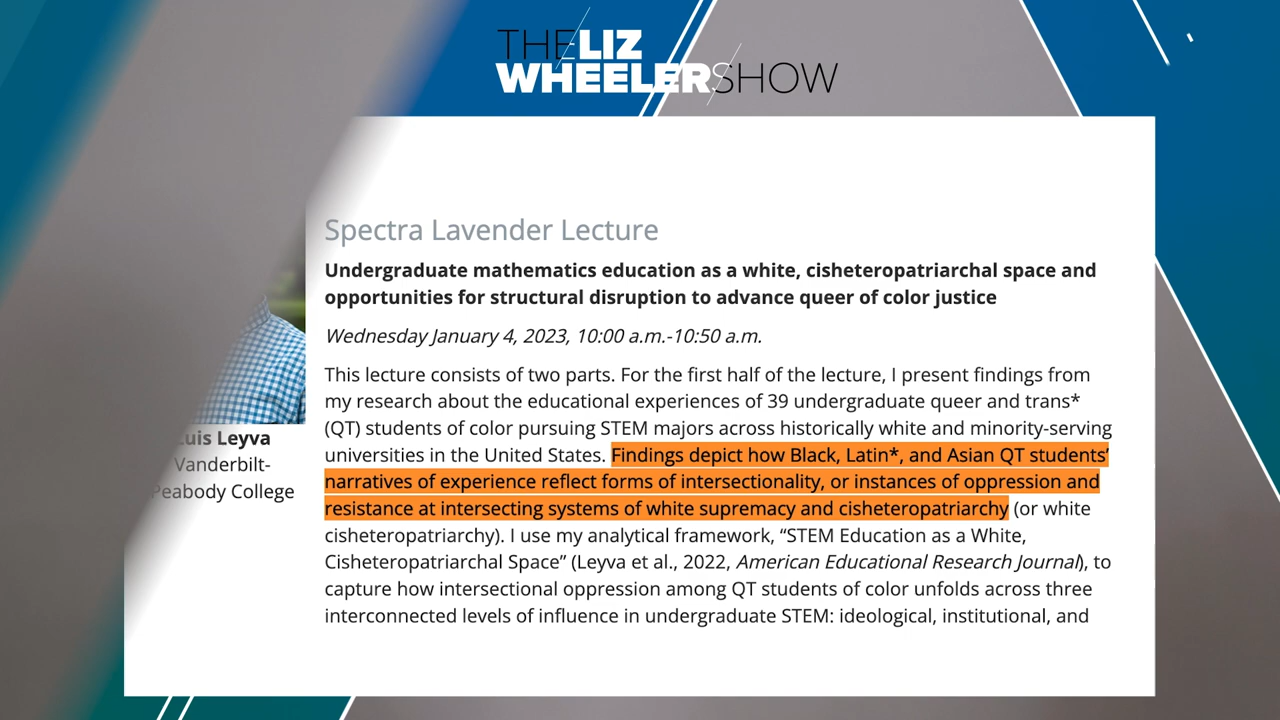 THE LIZ
WHEELER SHOW
Spectra Lavender Lecture
Undergraduate mathematics education as a white, cisheteropatriarchal space and
opportunities for structural disruption to advance queer of color justice
Wednesday January 4, 2023, 10:00 a.m.-10:50 a.m.
This lecture consists of two parts. For the first half of the lecture, I present findings from
my research about the educational experiences of 39 undergraduate queer and trans*
(QT) students of color pursuing STEM majors across historically white and minority-serving
universities in the United States. Findings depict how Black, Latin*, and Asian QT students’
narratives of experience reflect forms of intersectionality, or instances of oppression and
resistance at intersecting systems of white supremacy and cisheteropatriarchy (or white
cisheteropatriarchy). I use my analytical framework, “STEM Education as a White,
Cisheteropatriarchal Space” (Leyva et al., 2022, American Educational Research Journal), to
capture how intersectional oppression among QT students of color unfolds across three
interconnected levels of influence in undergraduate STEM: ideological, institutional, and
Luis Leyva
Vanderbilt-
Peabody College